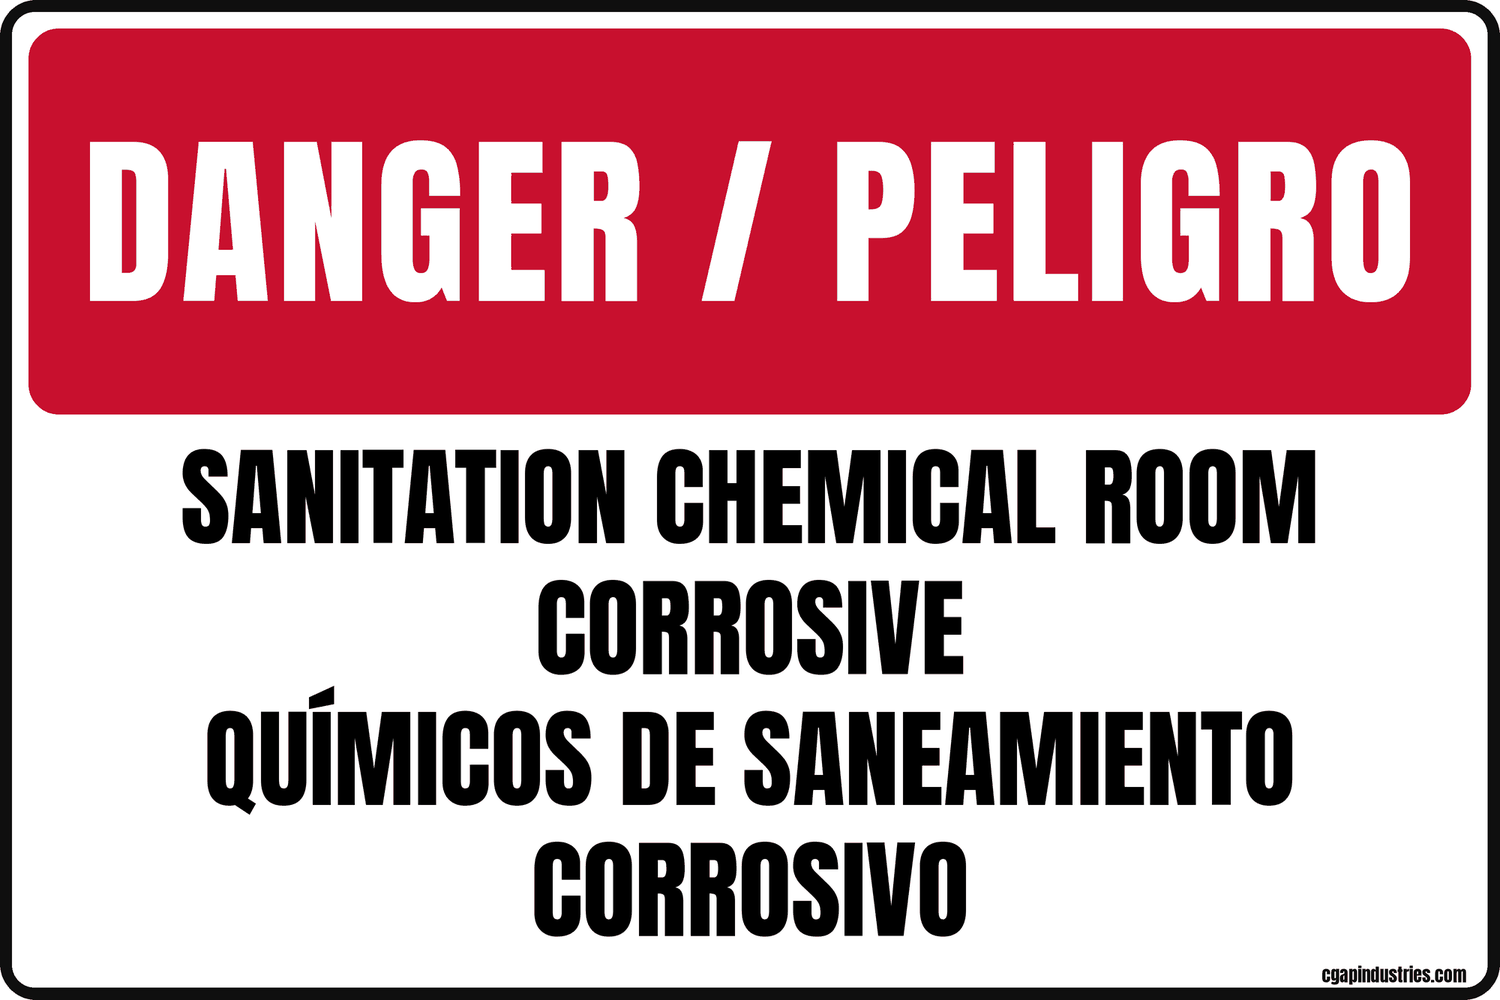 DANGER / PELIGRO
SANITATION CHEMICAL ROOM
CORROSIVE
QUÍMICOS DE SANEAMIENTO
CORROSIVO
cgapindustries.com